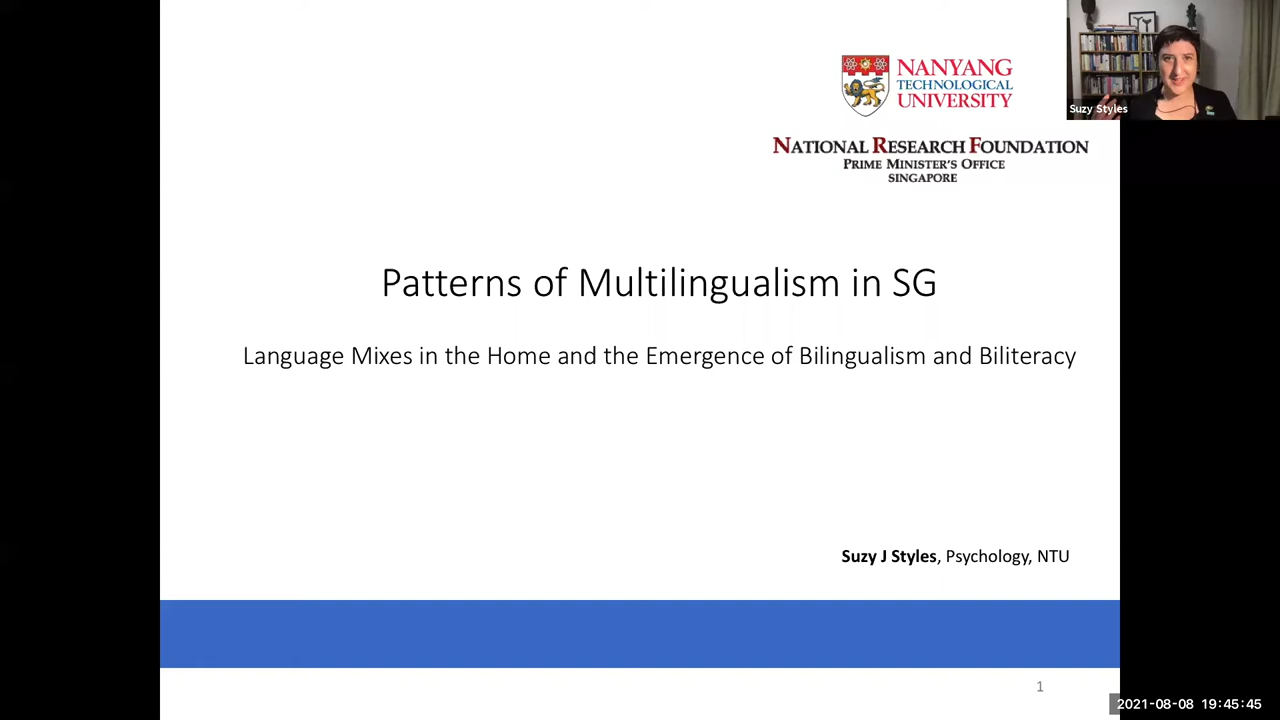 NANYANG
TECHNOLOGICAL
UNIVERSITY
Suzy Styles
NATIONAL RESEARCH FOUNDATION
PRIME MINISTER'S OFFICE
SINGAPORE
Patterns of Multilingualism in SG
Language Mixes in the Home and the Emergence of Bilingualism and Biliteracy
Suzy J Styles, Psychology, NTU
1
2021-08-08 19:45:45